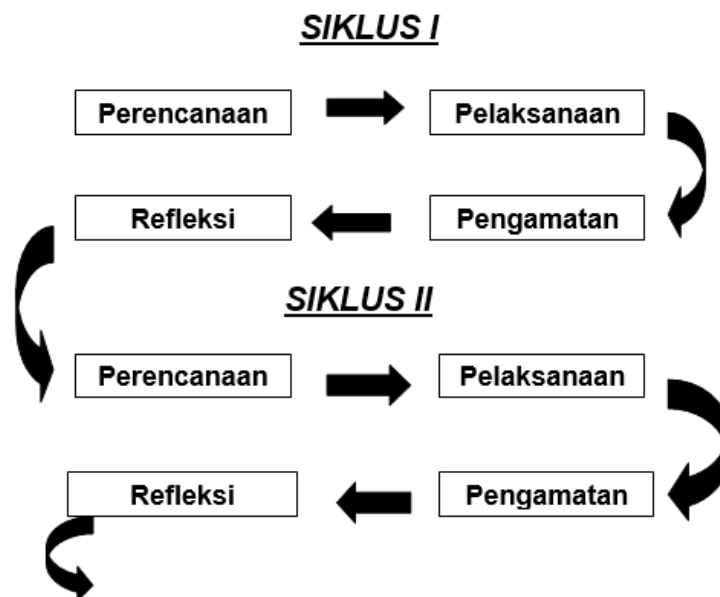 SIKLUS I
Perencanaan
Pelaksanaan
Refleksi
Pengamatan
SIKLUS II
Perencanaan
Pelaksanaan
Refleksi
Pengamatan